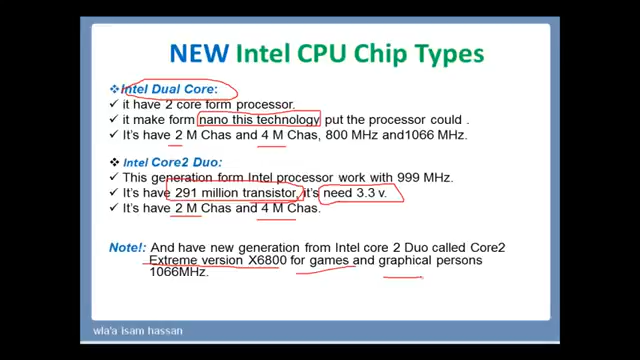 NEW Intel CPU Chip Types
Intel Dual Core:
it have 2 core form processor.
it make form nano this technology put the processor could .
It's have 2 M Chas and 4 M Chas, 800 MHz and1066 MHz.
Intel Core2 Duo:
This generation form Intel processor work with 999 MHz.
It's have 291 million transistor, it's need 3.3 v.
It's have 2 M Chas and 4 M Chas.
Note!: And have new generation from Intel core 2 Duo called Core2
Extreme version X6800 for games and graphical persons
1066MHz.
wla'a isam hassan